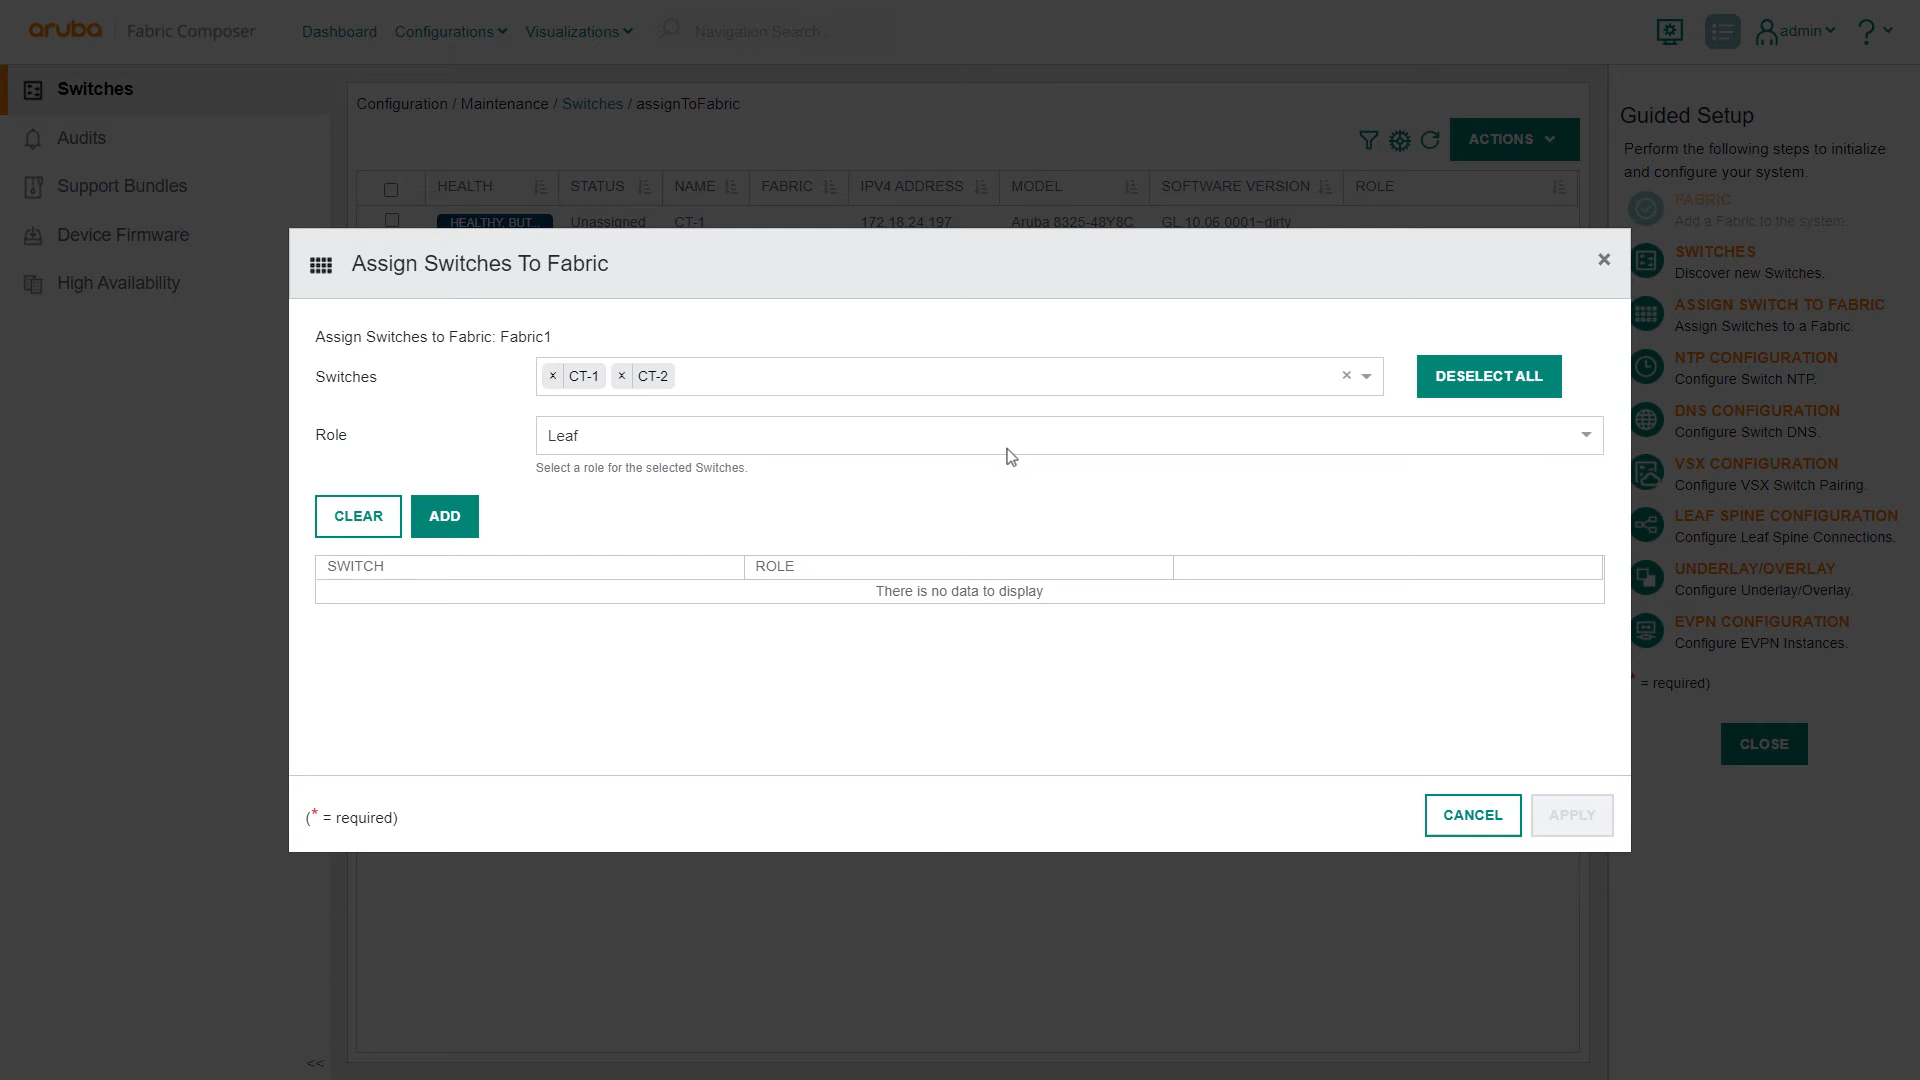 aruba Fabric Composer Dashboard Configurations Visualizations Navigation Search.. admin ?
Switches
Audits
Support Bundles
Device Firmware
High Availability
<<
Configuration / Maintenance / Switches / assignToFabric
ACTIONS
HEALTH STATUS NAME FABRIC IPV4 ADDRESS MODEL SOFTWARE VERSION ROLE
HEALTHY, BUT... Unassigned CT-1 172.18.24.197 Aruba 8325-48Y8C GL.10.06.0001~dirty
Assign Switches To Fabric ×
Assign Switches to Fabric: Fabric1
Switches × CT-1 × CT-2 × DESELECT ALL
Role Leaf
Select a role for the selected Switches.
CLEAR ADD
SWITCH ROLE
There is no data to display
(* = required) CANCEL APPLY
Guided Setup
Perform the following steps to initialize
and configure your system.
FABRIC
Add a Fabric to the system.
SWITCHES
Discover new Switches.
ASSIGN SWITCH TO FABRIC
Assign Switches to a Fabric.
NTP CONFIGURATION
Configure Switch NTP.
DNS CONFIGURATION
Configure Switch DNS.
VSX CONFIGURATION
Configure VSX Switch Pairing.
LEAF SPINE CONFIGURATION
Configure Leaf Spine Connections.
UNDERLAY/OVERLAY
Configure Underlay/Overlay.
EVPN CONFIGURATION
Configure EVPN Instances.
* = required)
CLOSE